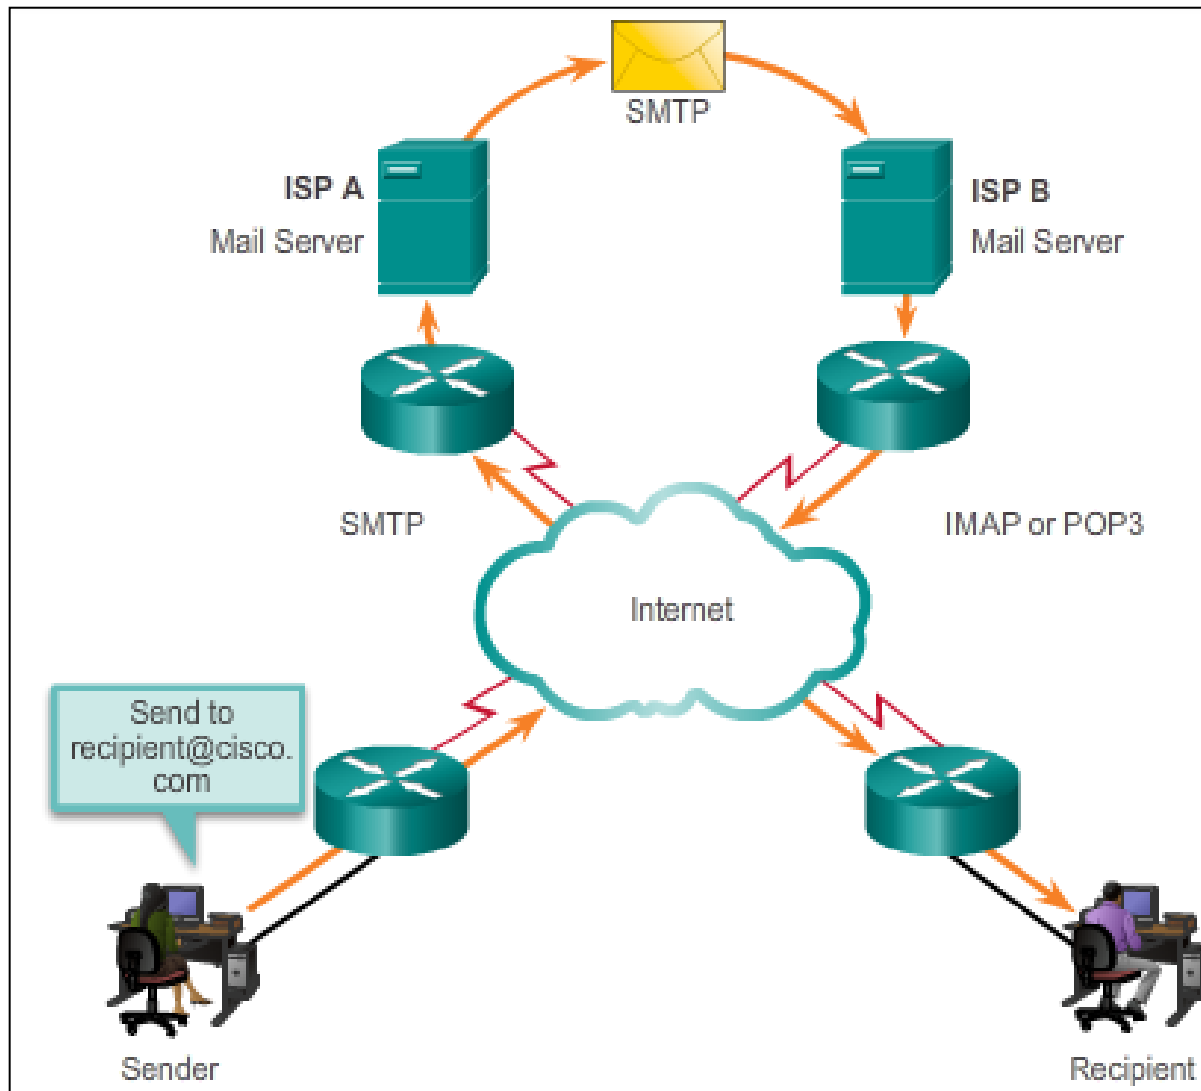 SMTP
ISP A
Mail Server
ISP B
Mail Server
SMTP
IMAP or POP3
Internet
Send to
recipient@cisco.
com
Sender
Recipient